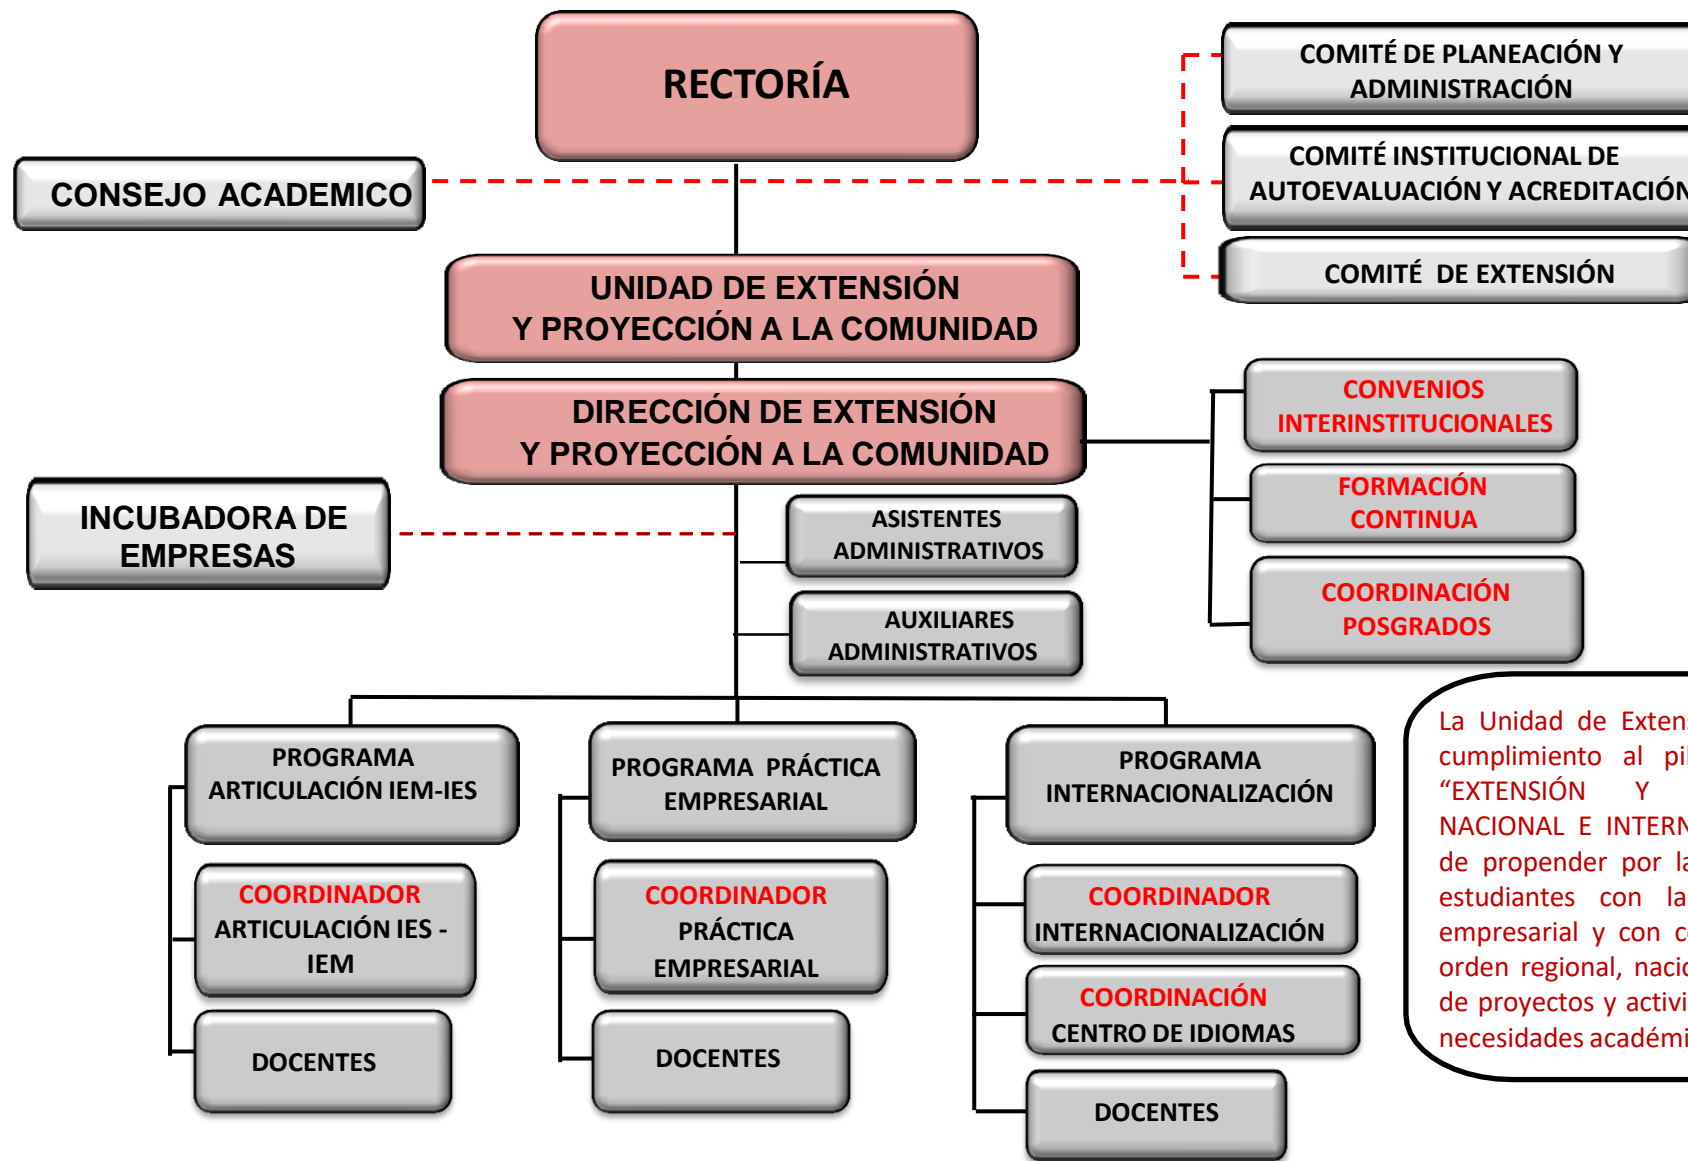 RECTORÍA
COMITÉ DE PLANEACIÓN Y
ADMINISTRACIÓN
COMITÉ INSTITUCIONAL DE
AUTOEVALUACIÓN Y ACREDITACIÓN
CONSEJO ACADEMICO
COMITÉ DE EXTENSIÓN
UNIDAD DE EXTENSIÓN
Y PROYECCIÓN A LA COMUNIDAD
DIRECCIÓN DE EXTENSIÓN
Y PROYECCIÓN A LA COMUNIDAD
CONVENIOS
INTERINSTITUCIONALES
FORMACIÓN
CONTINUA
COORDINACIÓN
POSGRADOS
INCUBADORA DE
EMPRESAS
ASISTENTES
ADMINISTRATIVOS
AUXILIARES
ADMINISTRATIVOS
PROGRAMA
ARTICULACIÓN IEM-IES
COORDINADOR
ARTICULACIÓN IES -
IEM
DOCENTES
PROGRAMA PRÁCTICA
EMPRESARIAL
COORDINADOR
PRÁCTICA
EMPRESARIAL
DOCENTES
PROGRAMA
INTERNACIONALIZACIÓN
COORDINADOR
INTERNACIONALIZACIÓN
COORDINACIÓN
CENTRO DE IDIOMAS
DOCENTES
La Unidad de
cumplimiento al
“EXTENSIÓN Y
NACIONAL E
de propender por
estudiantes con
empresarial y con
orden regional,
de proyectos y
necesidades